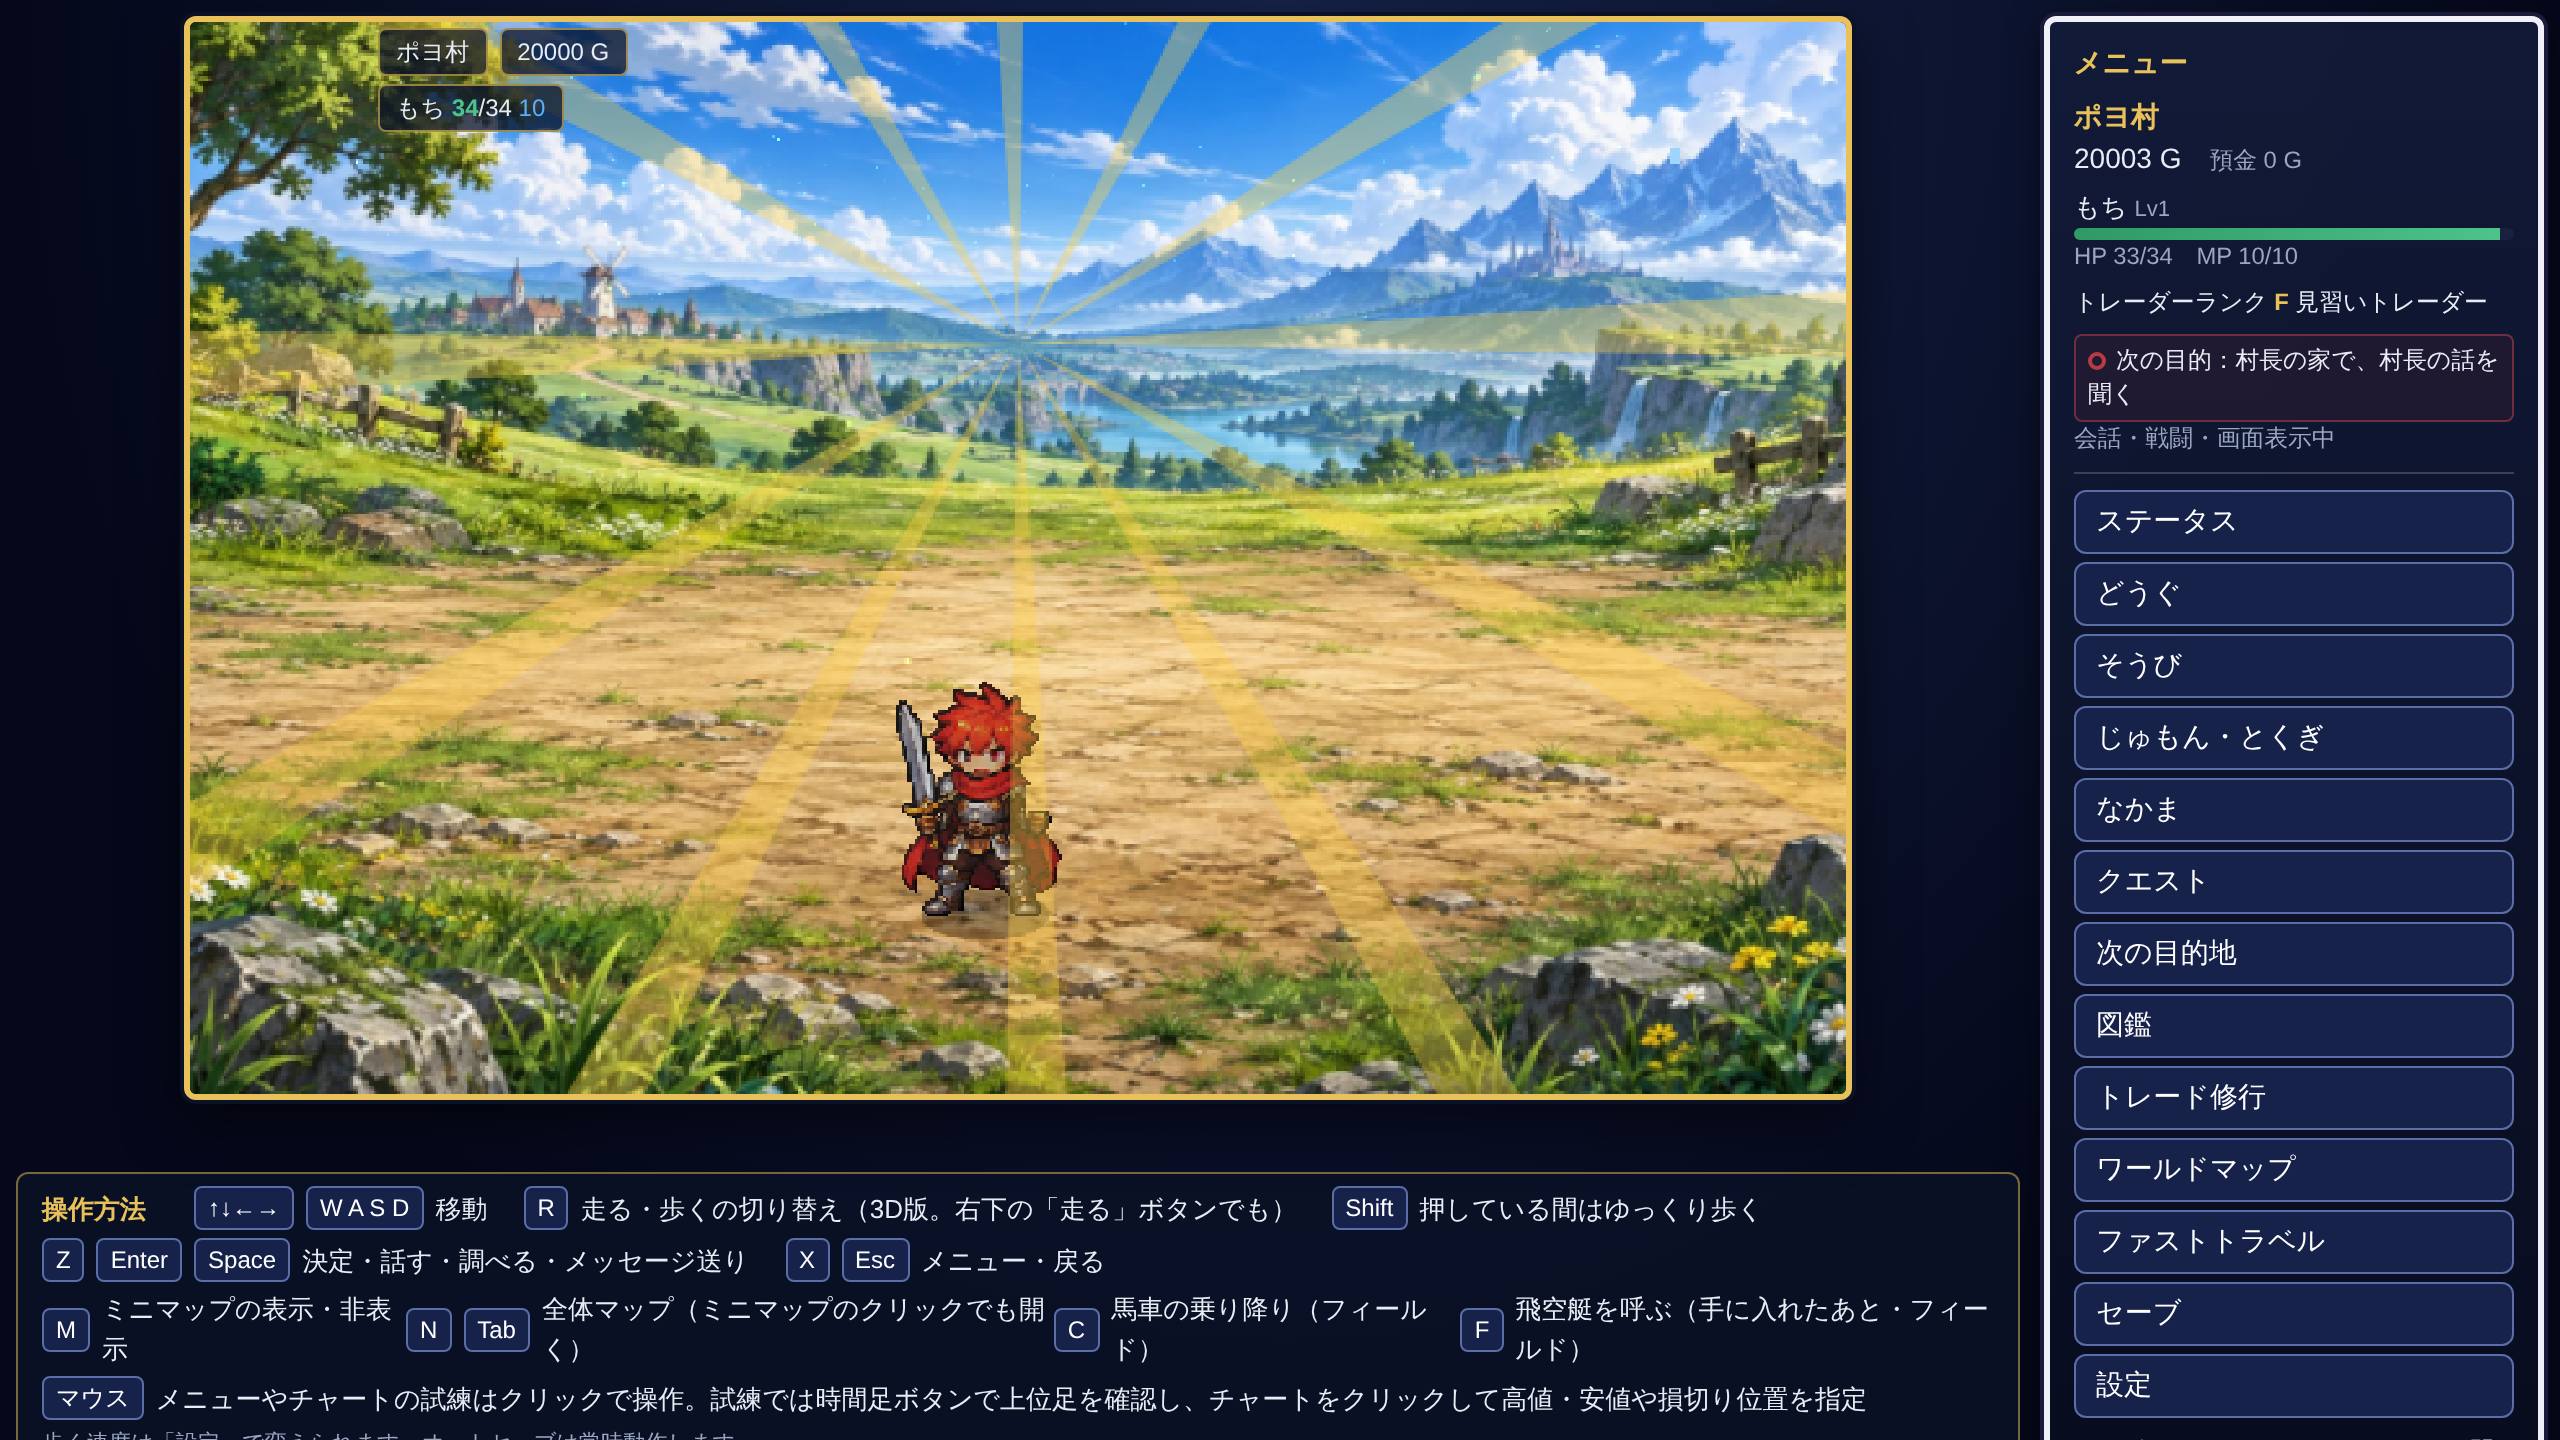 ポヨ村 20000 G
もち 34/34 10
メニュー
ポヨ村
20003 G 預金 0 G
もち Lv1
HP 33/34 MP 10/10
トレーダーランク F 見習いトレーダー
次の目的：村長の家で、村長の話を
聞く
会話・戦闘・画面表示中
ステータス
どうぐ
そうび
じゅもん・とくぎ
なかま
クエスト
次の目的地
図鑑
トレード修行
ワールドマップ
ファストトラベル
セーブ
設定
操作方法 ↑↓←→ W A S D 移動 R 走る・歩くの切り替え（3D版。右下の「走る」ボタンでも） Shift 押している間はゆっくり歩く
Z Enter Space 決定・話す・調べる・メッセージ送り X Esc メニュー・戻る
M ミニマップの表示・非表示 N Tab 全体マップ（ミニマップのクリックでも開く） C 馬車の乗り降り（フィールド） F 飛空艇を呼ぶ（手に入れたあと・フィールド）
マウス メニューやチャートの試練はクリックで操作。試練では時間足ボタンで上位足を確認し、チャートをクリックして高値・安値や損切り位置を指定